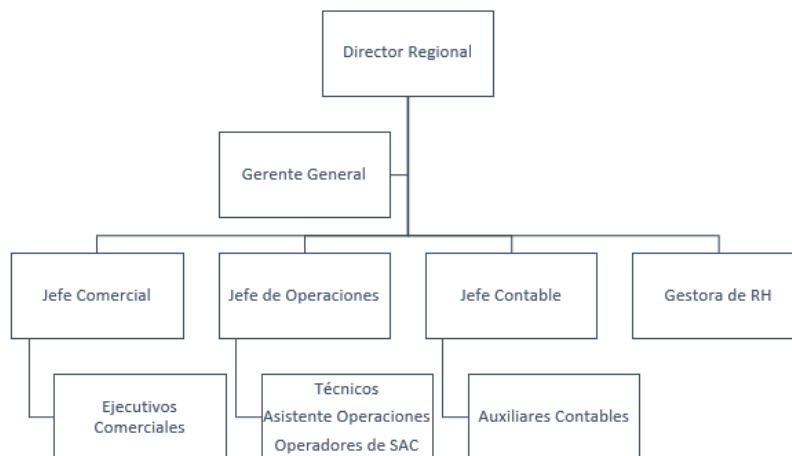 Director Regional
Gerente General
Jefe Comercial
Jefe de Operaciones
Jefe Contable
Gestora de RH
Ejecutivos
Comerciales
Técnicos
Asistente Operaciones
Operadores de SAC
Auxiliares Contables